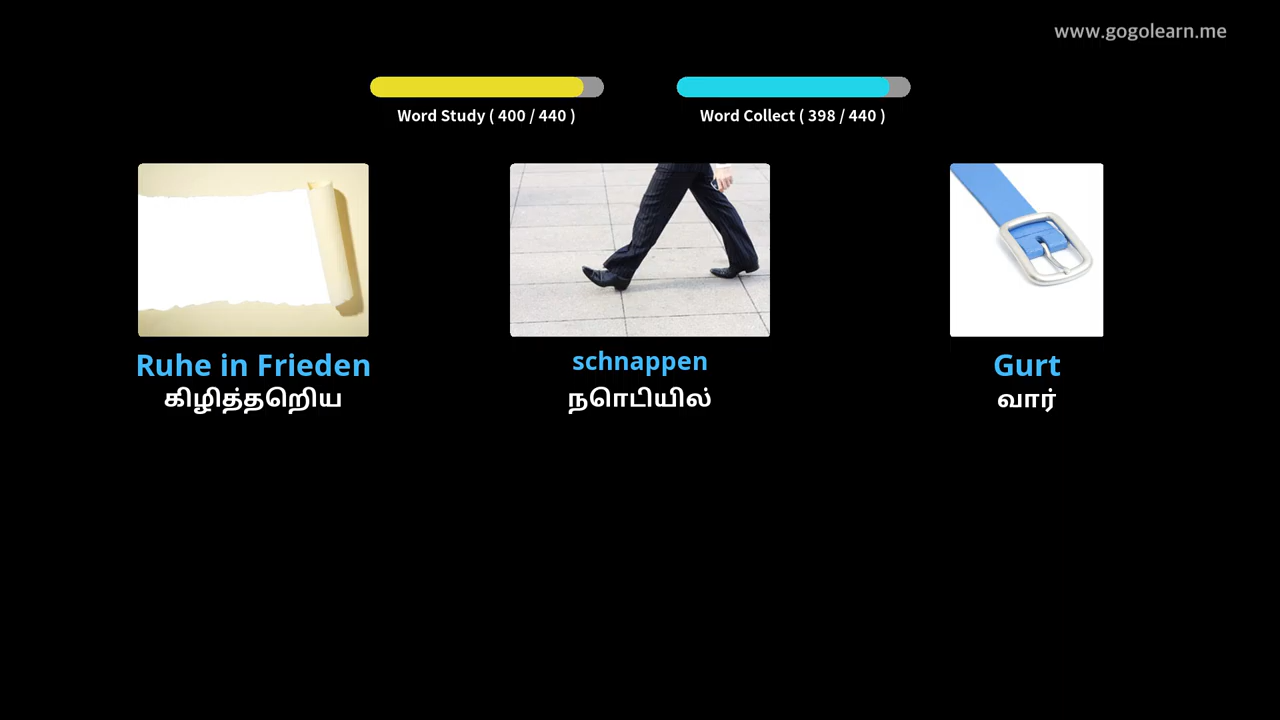 www.gogolearn.me
Word Study ( 400 / 440 )
Word Collect ( 398 / 440 )
Ruhe in Frieden
schnappen
Gurt
கிழித்தறெிய
நொடியில்
வார்